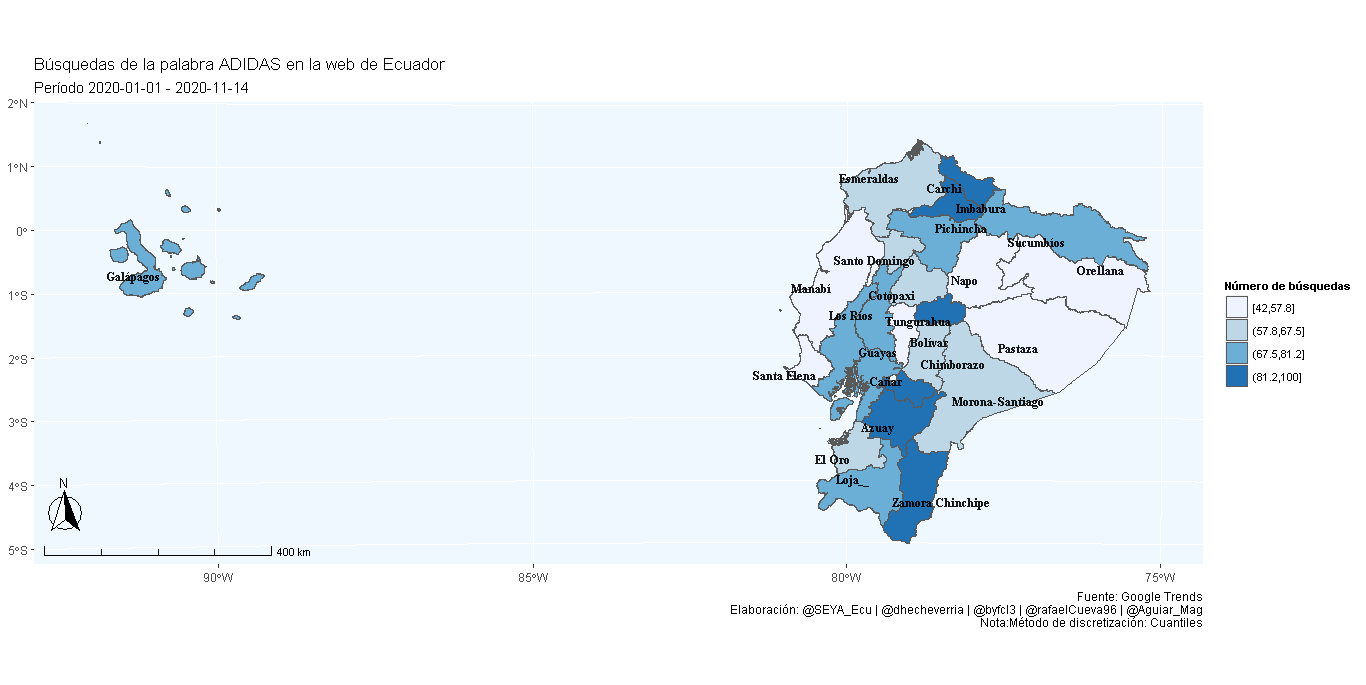 Búsquedas de la palabra ADIDAS en la web de Ecuador
Período 2020-01-01 - 2020-11-14
2°N
1°N
0°
1°S
2°S
3°S
4°S
5°S
90°W
85°W
80°W
75°W
Esmeraldas
Carchi
Imbabura
Pichincha
Sucumbíos
Santo Domingo
Orellana
Galápagos
Napo
Manabí
Cotopaxi
Los Ríos
Tungurahua
Bolívar
Pastaza
Guayas
Chimborazo
Santa Elena
Cañar
Morona-Santiago
Azuay
El Oro
Loja__
Zamora Chinchipe
N
400 km
Número de búsquedas
[42,57.8]
(57.8,67.5]
(67.5,81.2]
(81.2,100]
Fuente: Google Trends
Elaboración: @SEYA_Ecu | @dhecheverria | @byfcl3 | @rafaelCueva96 | @Aguiar_Mag
Nota:Método de discretización: Cuantiles